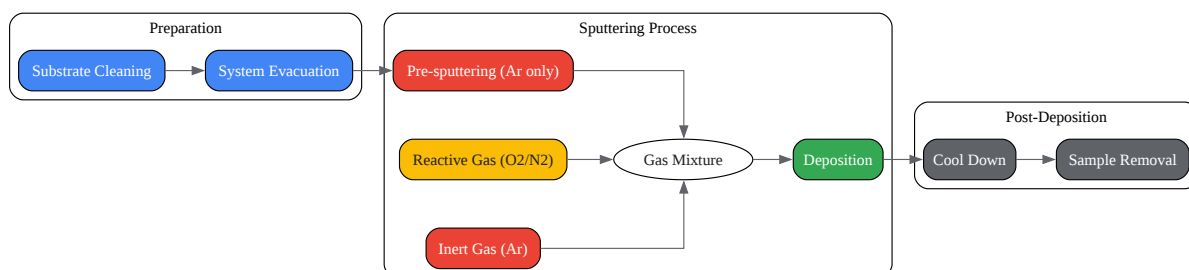 Preparation
Substrate Cleaning
System Evacuation
Sputtering Process
Pre-sputtering (Ar only)
Reactive Gas (O2/N2)
Gas Mixture
Deposition
Inert Gas (Ar)
Post-Deposition
Cool Down
Sample Removal